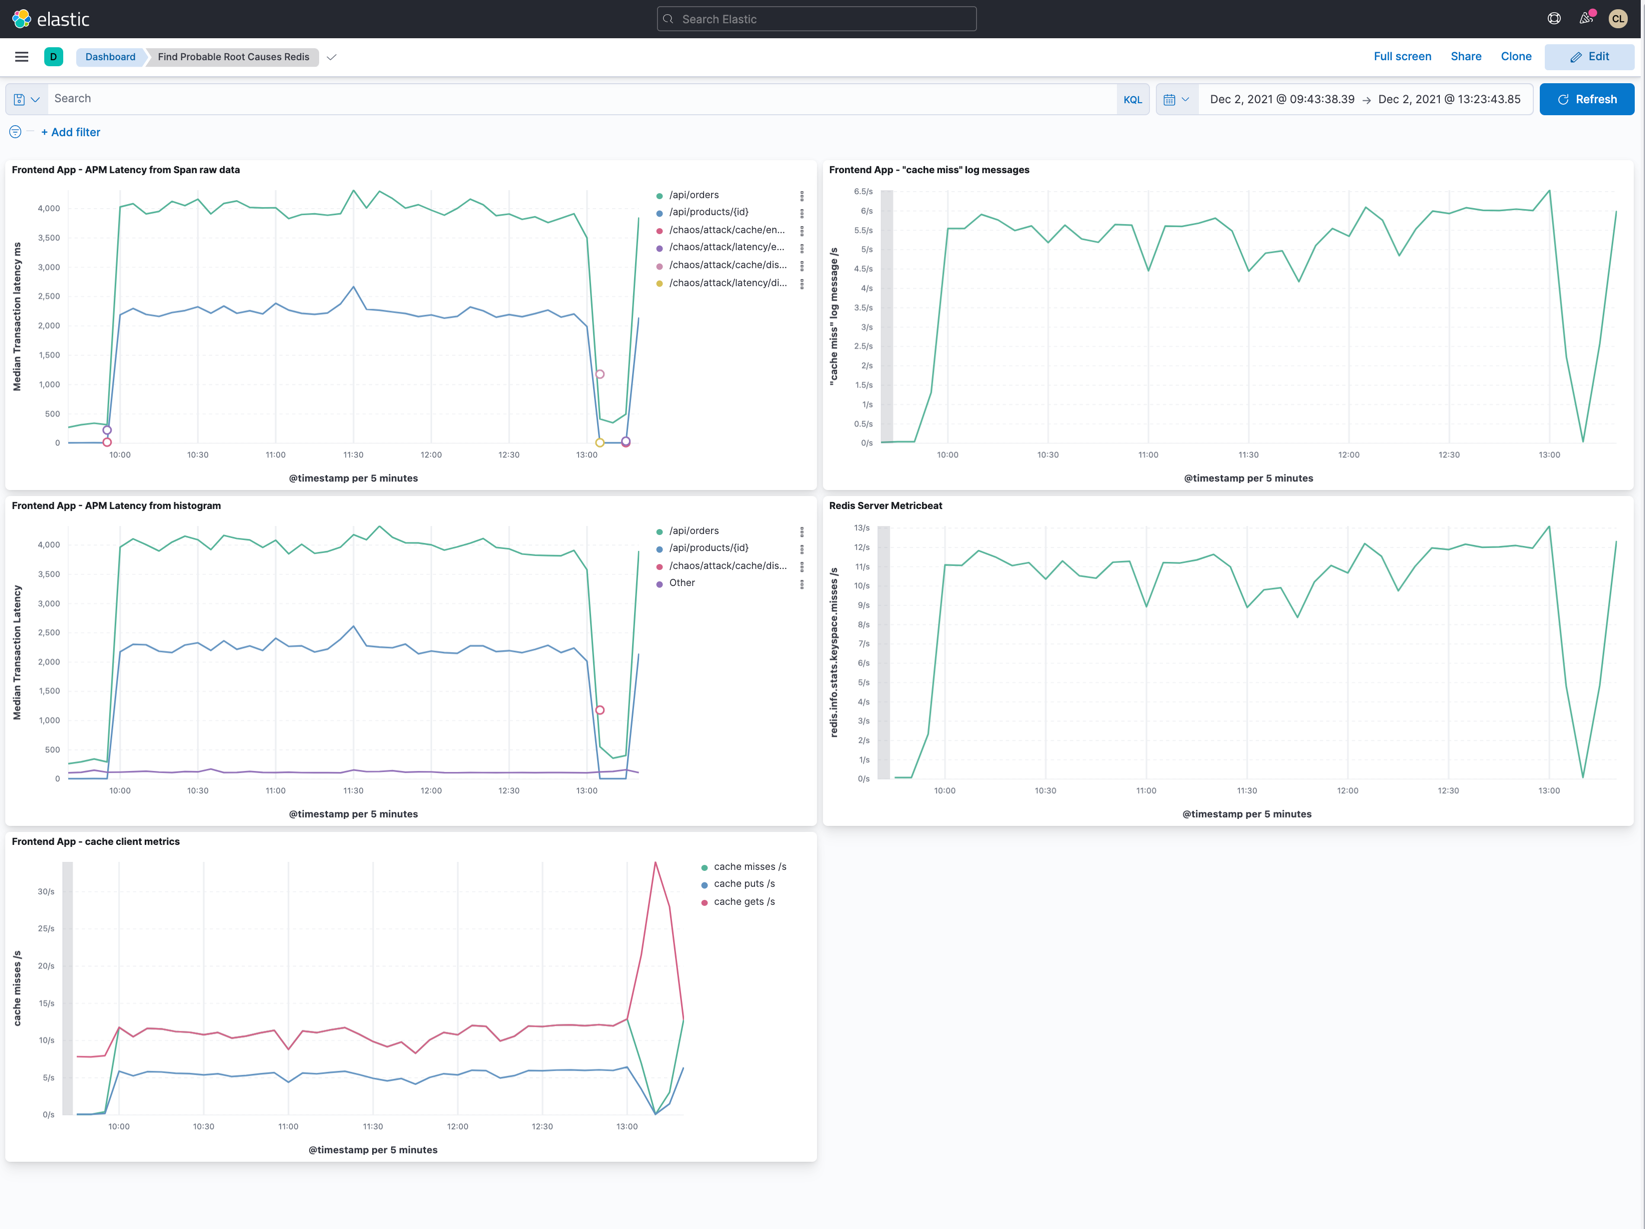 elastic
Search Elastic
CL
D
Dashboard
Find Probable Root Causes Redis
Full screen
Share
Clone
Edit
Search
KQL
Dec 2, 2021 @ 09:43:38.39 → Dec 2, 2021 @ 13:23:43.85
Refresh
+ Add filter
Frontend App - APM Latency from Span raw data
Median Transaction latency ms
4,000
3,500
3,000
2,500
2,000
1,500
1,000
500
0
10:00
10:30
11:00
11:30
12:00
12:30
13:00
@timestamp per 5 minutes
/api/orders
/api/products/{id}
/chaos/attack/cache/en...
/chaos/attack/latency/e...
/chaos/attack/cache/dis...
/chaos/attack/latency/di...
Frontend App - "cache miss" log messages
"cache miss" log message /s
6.5/s
6/s
5.5/s
5/s
4.5/s
4/s
3.5/s
3/s
2.5/s
2/s
1.5/s
1/s
0.5/s
0/s
10:00
10:30
11:00
11:30
12:00
12:30
13:00
@timestamp per 5 minutes
Frontend App - APM Latency from histogram
Median Transaction Latency
4,000
3,500
3,000
2,500
2,000
1,500
1,000
500
0
10:00
10:30
11:00
11:30
12:00
12:30
13:00
@timestamp per 5 minutes
/api/orders
/api/products/{id}
/chaos/attack/cache/dis...
Other
Redis Server Metricbeat
redis.info.stats.keyspace.misses /s
13/s
12/s
11/s
10/s
9/s
8/s
7/s
6/s
5/s
4/s
3/s
2/s
1/s
0/s
10:00
10:30
11:00
11:30
12:00
12:30
13:00
@timestamp per 5 minutes
Frontend App - cache client metrics
cache misses /s
30/s
25/s
20/s
15/s
10/s
5/s
0/s
10:00
10:30
11:00
11:30
12:00
12:30
13:00
@timestamp per 5 minutes
cache misses /s
cache puts /s
cache gets /s